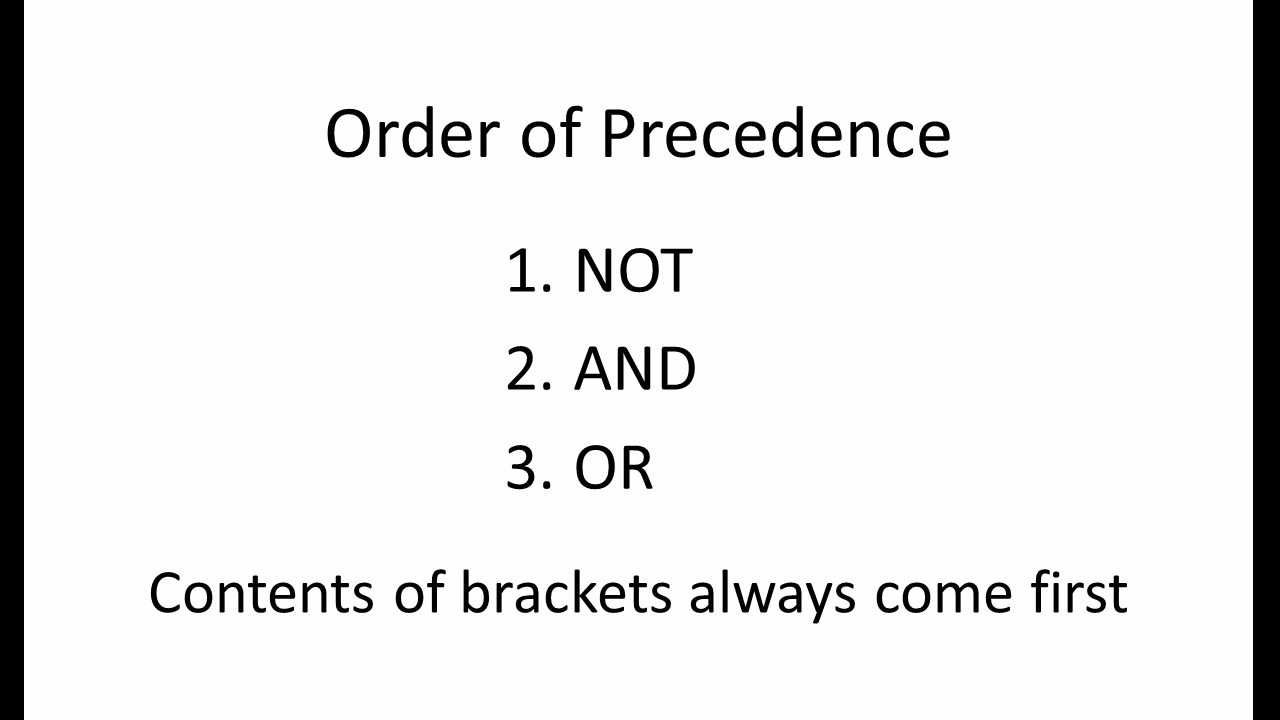 Order of Precedence
1. NOT
2. AND
3. OR
Contents of brackets always come first